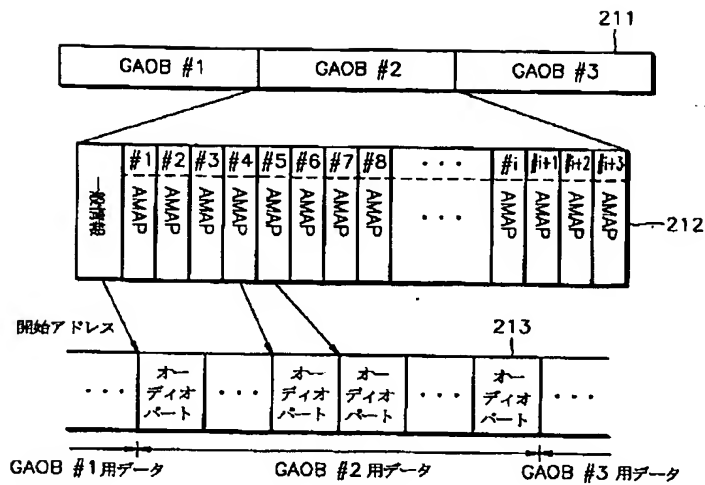 211
GAOB #1 GAOB #2 GAOB #3
#1 #2 #3 #4 #5 #6 #7 #8 ··· #i #i+1 #i+2 #i+3
一般情報 AMAP AMAP AMAP AMAP AMAP AMAP AMAP AMAP ··· AMAP AMAP AMAP AMAP
212
開始アドレス
213
··· オー ··· オー オー ··· オー ···
ディオ ディオ ディオ ディオ
パート パート パート パート
GAOB #1用データ GAOB #2用データ GAOB #3用データ